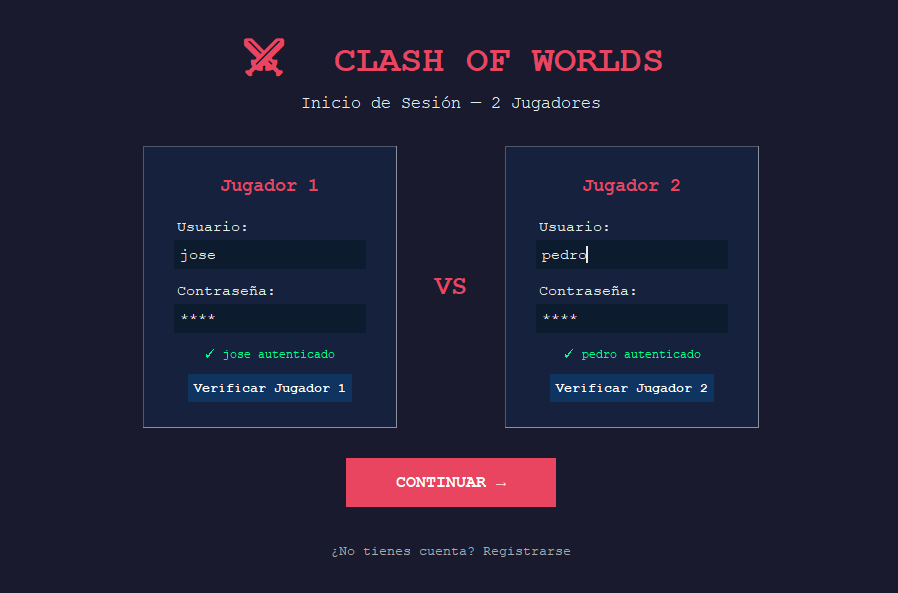 CLASH OF WORLDS
Inicio de Sesión — 2 Jugadores
Jugador 1
Usuario:
jose
Contraseña:
****
✓ jose autenticado
Verificar Jugador 1
VS
Jugador 2
Usuario:
pedro
Contraseña:
****
✓ pedro autenticado
Verificar Jugador 2
CONTINUAR →
¿No tienes cuenta? Registrarse